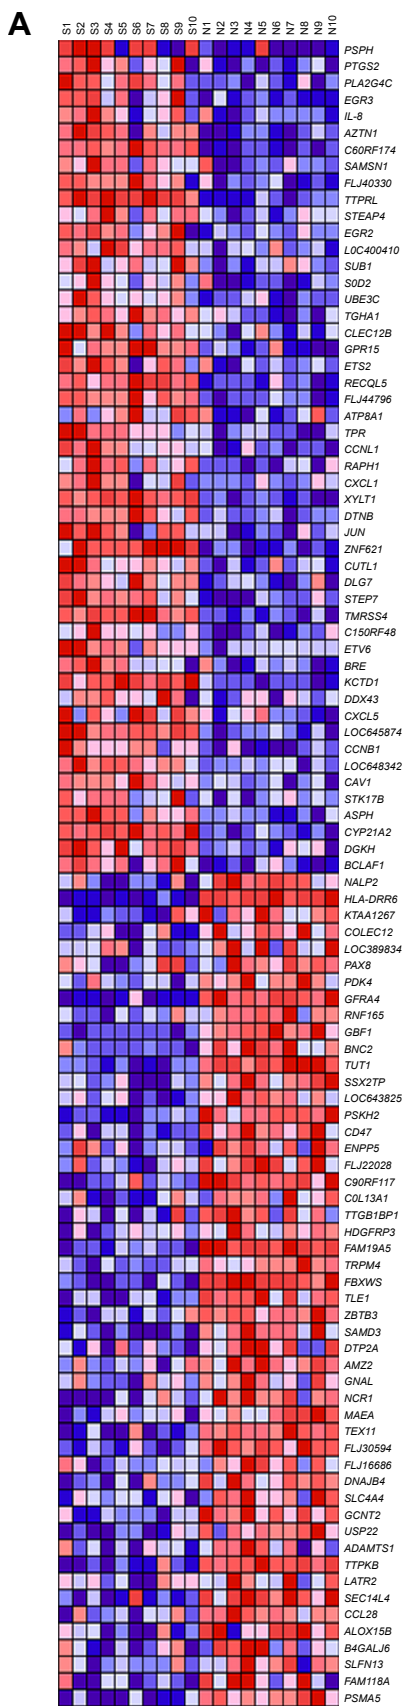 A
S1 S2 S3 S4 S5 S6 S7 S8 S9 S10 N1 N2 N3 N4 N5 N6 N7 N8 N9 N10
PSPH
PTGS2
PLA2G4C
EGR3
IL-8
AZTN1
C60RF174
SAMSN1
FLJ40330
TTPRL
STEAP4
EGR2
L0C400410
SUB1
S0D2
UBE3C
TGHA1
CLEC12B
GPR15
ETS2
RECQL5
FLJ44796
ATP8A1
TPR
CCNL1
RAPH1
CXCL1
XYLT1
DTNB
JUN
ZNF621
CUTL1
DLG7
STEP7
TMRSS4
C150RF48
ETV6
BRE
KCTD1
DDX43
CXCL5
LOC645874
CCNB1
LOC648342
CAV1
STK17B
ASPH
CYP21A2
DGKH
BCLAF1
NALP2
HLA-DRR6
KTAA1267
COLEC12
LOC389834
PAX8
PDK4
GFRA4
RNF165
GBF1
BNC2
TUT1
SSX2TP
LOC643825
PSKH2
CD47
ENPP5
FLJ22028
C90RF117
C0L13A1
TTGB1BP1
HDGFRP3
FAM19A5
TRPM4
FBXWS
TLE1
ZBTB3
SAMD3
DTP2A
AMZ2
GNAL
NCR1
MAEA
TEX11
FLJ30594
FLJ16686
DNAJB4
SLC4A4
GCNT2
USP22
ADAMTS1
TTPKB
LATR2
SEC14L4
CCL28
ALOX15B
B4GALJ6
SLFN13
FAM118A
PSMA5